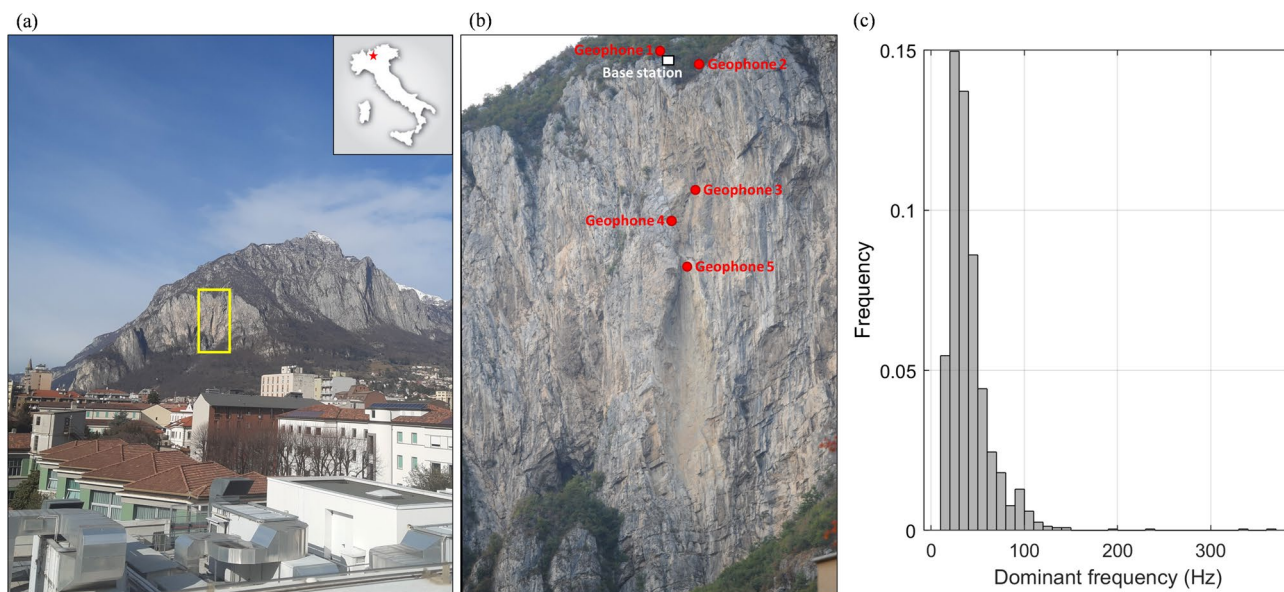 (a)
(b)
(c)
Geophone 1
Base station
Geophone 2
Geophone 3
Geophone 4
Geophone 5
0.15
0.1
0.05
0
Frequency
0
100
200
300
Dominant frequency (Hz)